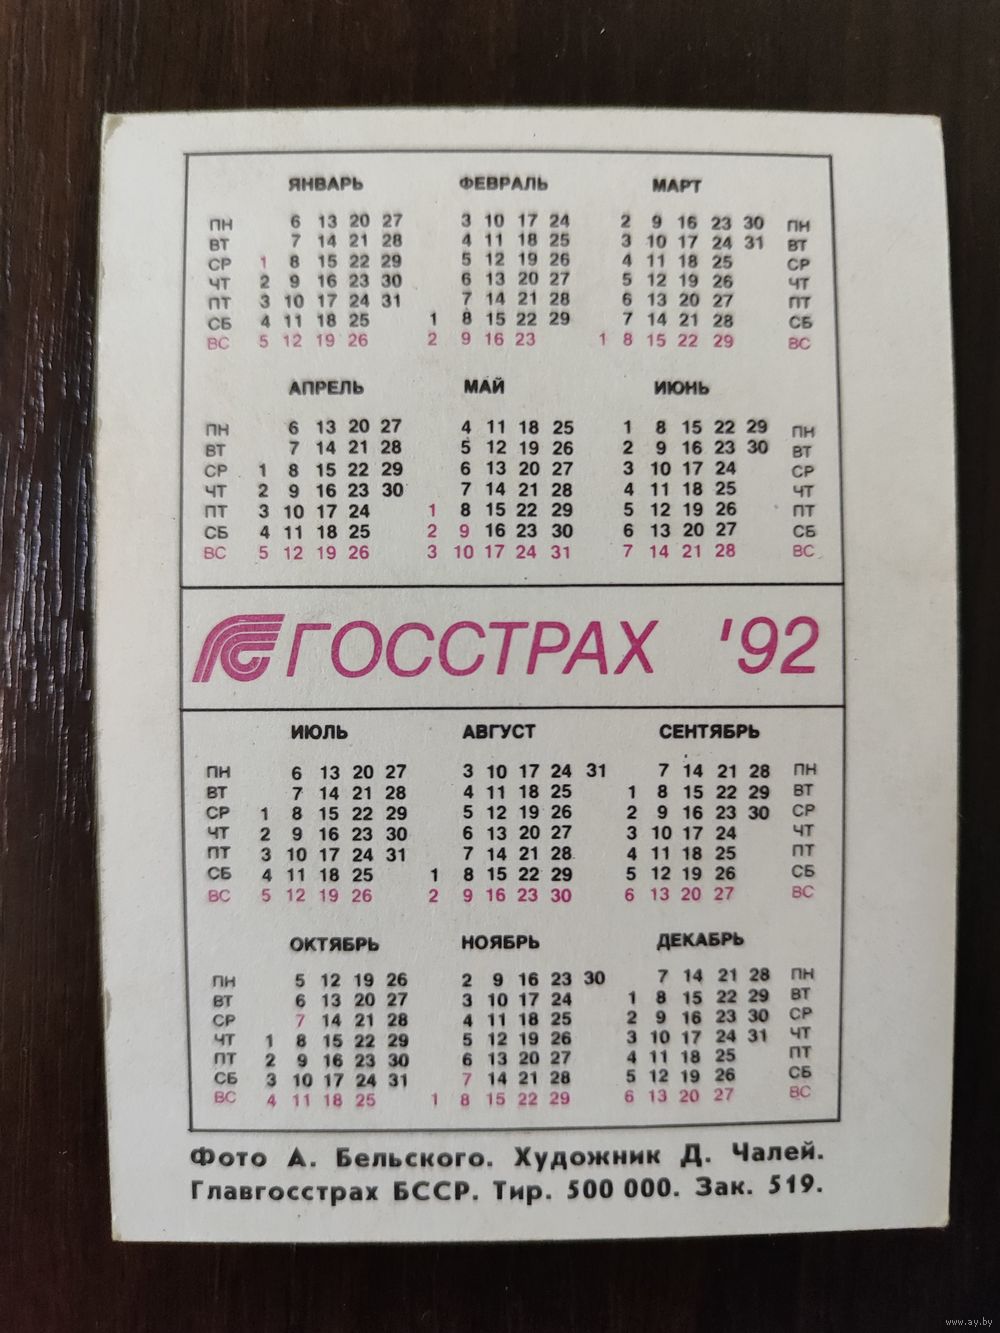 ЯНВАРЬ ФЕВРАЛЬ МАРТ
ПН 6 13 20 27 3 10 17 24 2 9 16 23 30 ПН
ВТ 7 14 21 28 4 11 18 25 3 10 17 24 31 ВТ
СР 1 8 15 22 29 5 12 19 26 4 11 18 25 СР
ЧТ 2 9 16 23 30 6 13 20 27 5 12 19 26 ЧТ
ПТ 3 10 17 24 31 7 14 21 28 6 13 20 27 ПТ
СБ 4 11 18 25 1 8 15 22 29 7 14 21 28 СБ
ВС 5 12 19 26 2 9 16 23 1 8 15 22 29 ВС
АПРЕЛЬ МАЙ ИЮНЬ
ПН 6 13 20 27 4 11 18 25 1 8 15 22 29 ПН
ВТ 7 14 21 28 5 12 19 26 2 9 16 23 30 ВТ
СР 1 8 15 22 29 6 13 20 27 3 10 17 24 СР
ЧТ 2 9 16 23 30 7 14 21 28 4 11 18 25 ЧТ
ПТ 3 10 17 24 1 8 15 22 29 5 12 19 26 ПТ
СБ 4 11 18 25 2 9 16 23 30 6 13 20 27 СБ
ВС 5 12 19 26 3 10 17 24 31 7 14 21 28 ВС
ГОССТРАХ '92
ИЮЛЬ АВГУСТ СЕНТЯБРЬ
ПН 6 13 20 27 3 10 17 24 31 7 14 21 28 ПН
ВТ 7 14 21 28 4 11 18 25 1 8 15 22 29 ВТ
СР 1 8 15 22 29 5 12 19 26 2 9 16 23 30 СР
ЧТ 2 9 16 23 30 6 13 20 27 3 10 17 24 ЧТ
ПТ 3 10 17 24 31 7 14 21 28 4 11 18 25 ПТ
СБ 4 11 18 25 1 8 15 22 29 5 12 19 26 СБ
ВС 5 12 19 26 2 9 16 23 30 6 13 20 27 ВС
ОКТЯБРЬ НОЯБРЬ ДЕКАБРЬ
ПН 5 12 19 26 2 9 16 23 30 7 14 21 28 ПН
ВТ 6 13 20 27 3 10 17 24 1 8 15 22 29 ВТ
СР 7 14 21 28 4 11 18 25 2 9 16 23 30 СР
ЧТ 1 8 15 22 29 5 12 19 26 3 10 17 24 31 ЧТ
ПТ 2 9 16 23 30 6 13 20 27 4 11 18 25 ПТ
СБ 3 10 17 24 31 7 14 21 28 5 12 19 26 СБ
ВС 4 11 18 25 1 8 15 22 29 6 13 20 27 ВС
Фото А. Бельского. Художник Д. Чалей.
Главгосстрах БССР. Тир. 500 000. Зак. 519.
www.ay.by